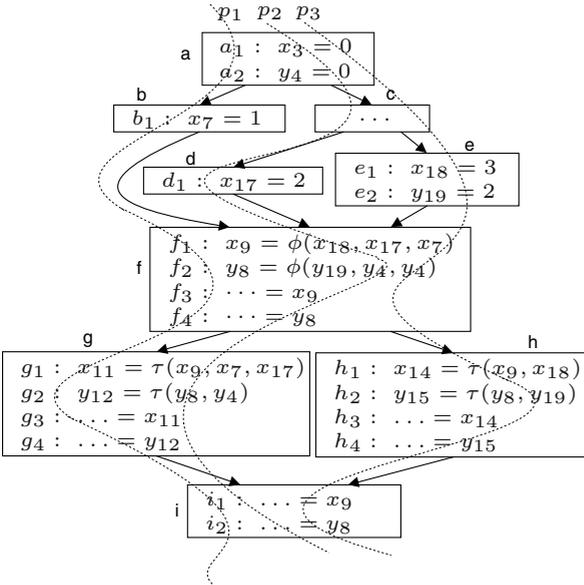 p₁ p₂ p₃
a
a₁ : x₃ = 0
a₂ : y₄ = 0
b
b₁ : x₇ = 1
c
· · ·
d
d₁ : x₁₇ = 2
e
e₁ : x₁₈ = 3
e₂ : y₁₉ = 2
f
f₁ : x₉ = ϕ(x₁₈, x₁₇, x₇)
f₂ : y₈ = ϕ(y₁₉, y₄, y₄)
f₃ : · · · = x₉
f₄ : · · · = y₈
g
g₁ : x₁₁ = τ(x₉, x₇, x₁₇)
g₂ y₁₂ = τ(y₈, y₄)
g₃ : . . . = x₁₁
g₄ : . . . = y₁₂
h
h₁ : x₁₄ = τ(x₉, x₁₈)
h₂ : y₁₅ = τ(y₈, y₁₉)
h₃ : . . . = x₁₄
h₄ : . . . = y₁₅
i
i₁ : . . . = x₉
i₂ : . . . = y₈